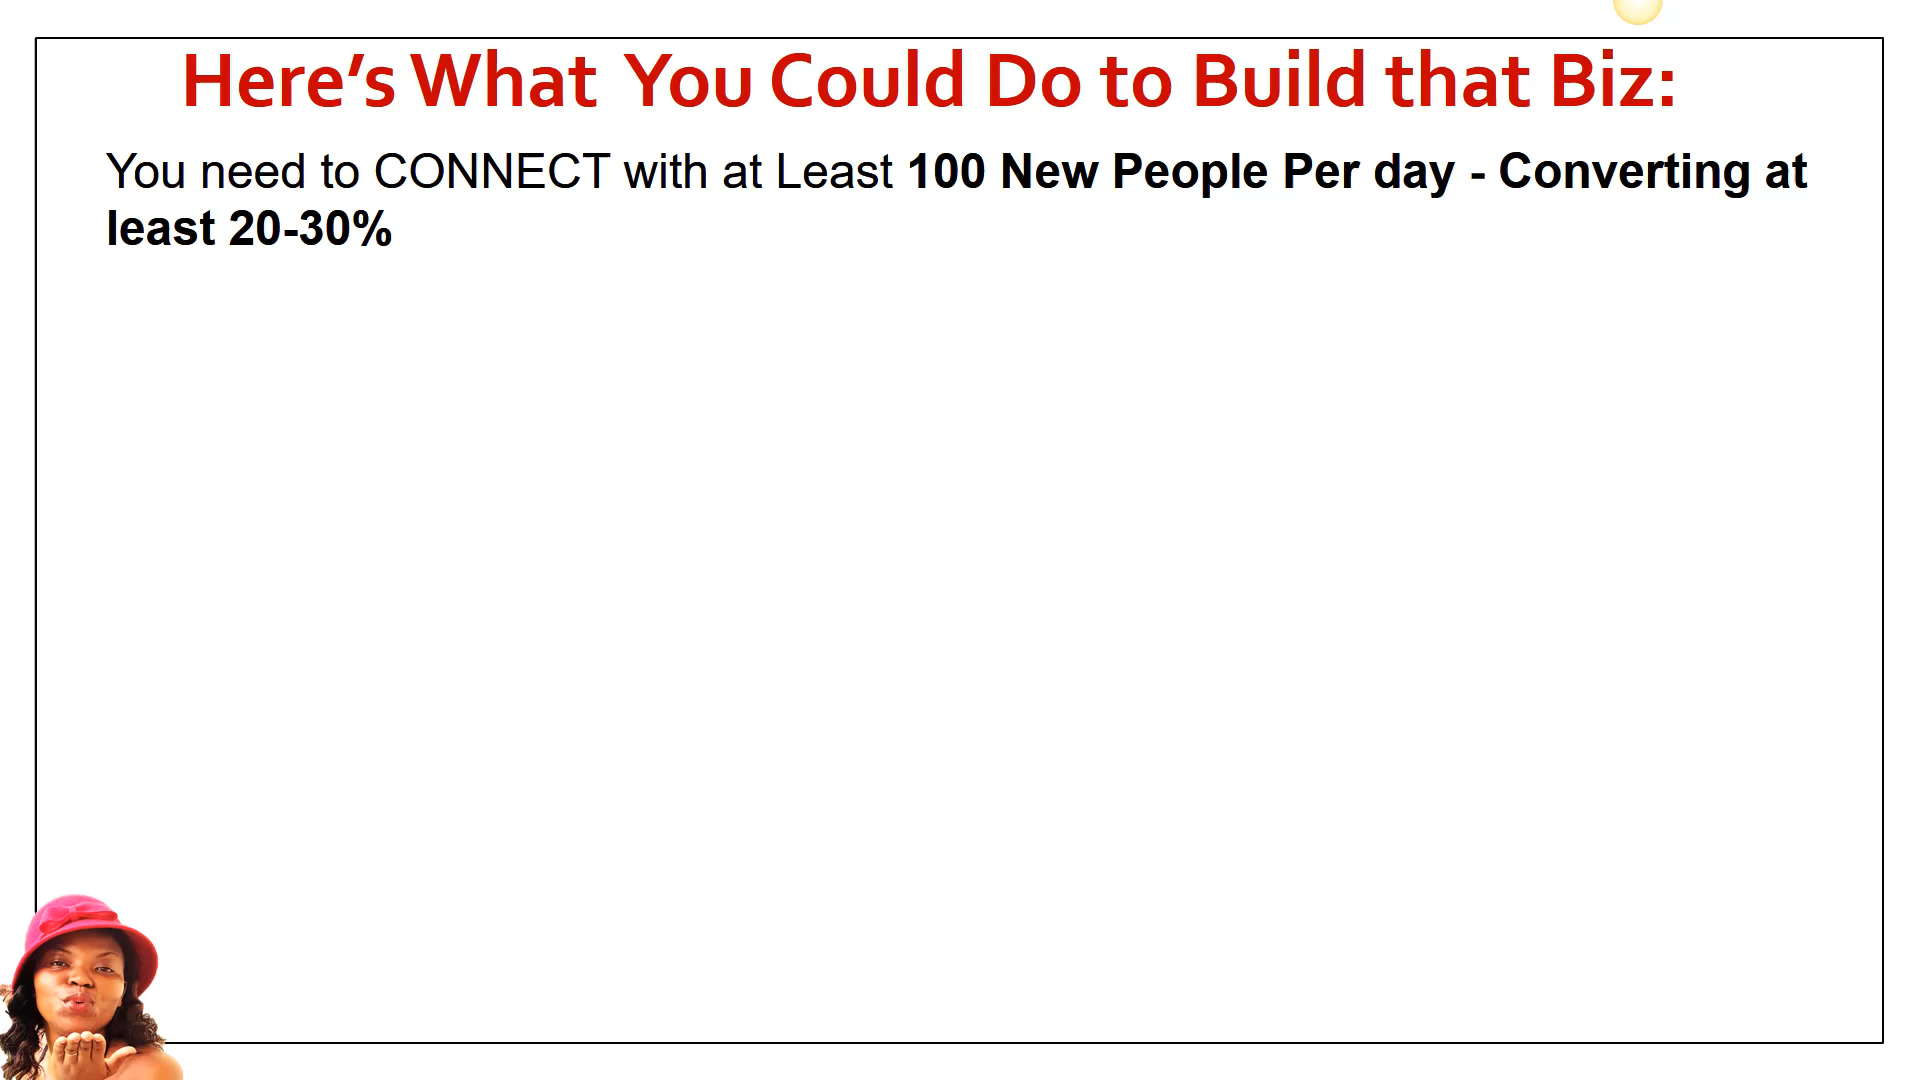 Here’s What  You Could Do to Build that Biz:
You need to CONNECT with at Least 100 New People Per day - Converting at
least 20-30%